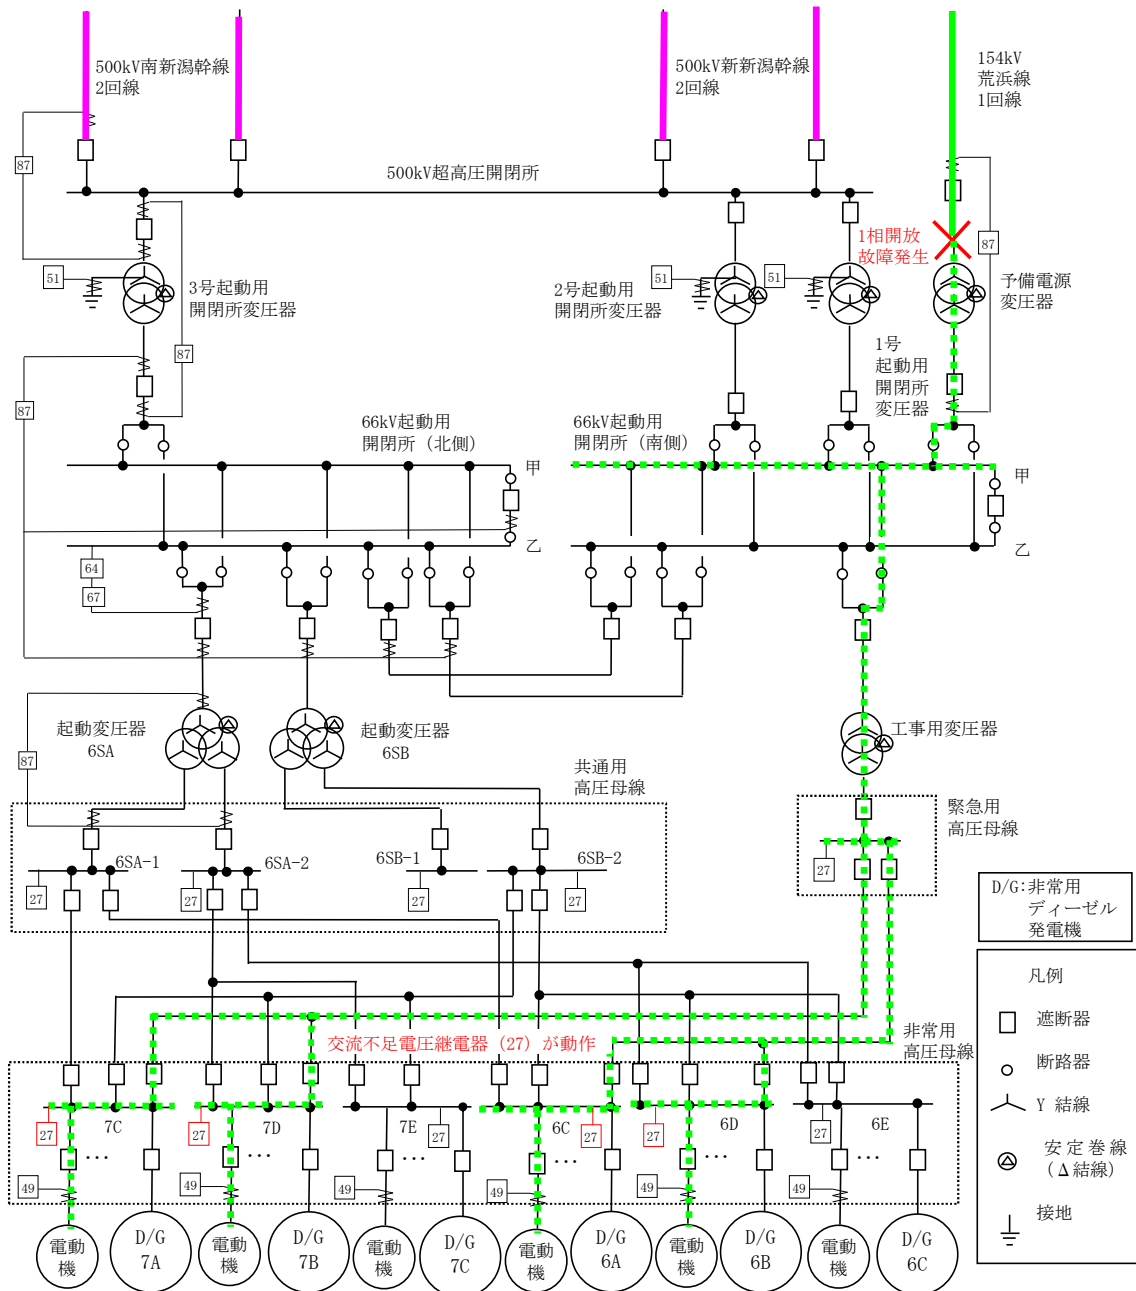 500kV南新潟幹線
2回線
500kV新新潟幹線
2回線
154kV
荒浜線
1回線
87
500kV超高圧開閉所
1相開放
故障発生
87
51
3号起動用
開閉所変圧器
51
2号起動用
開閉所変圧器
51
予備電源
変圧器
87
1号
起動用
開閉所
変圧器
87
66kV起動用
開閉所（北側）
66kV起動用
開閉所（南側）
甲
甲
乙
乙
64
67
起動変圧器
6SA
起動変圧器
6SB
工事用変圧器
87
共通用
高圧母線
緊急用
高圧母線
6SA-1
6SA-2
6SB-1
6SB-2
27
27
27
27
27
D/G:非常用
ディーゼル
発電機
凡例
遮断器
断路器
Y 結線
安定巻線
(Δ結線)
接地
交流不足電圧継電器（27）が動作
非常用
高圧母線
7C
7D
7E
6C
6D
6E
27
27
27
27
27
27
…
…
…
…
…
…
49
49
49
49
49
49
電動
機
D/G
7A
電動
機
D/G
7B
電動
機
D/G
7C
電動
機
D/G
6A
電動
機
D/G
6B
電動
機
D/G
6C